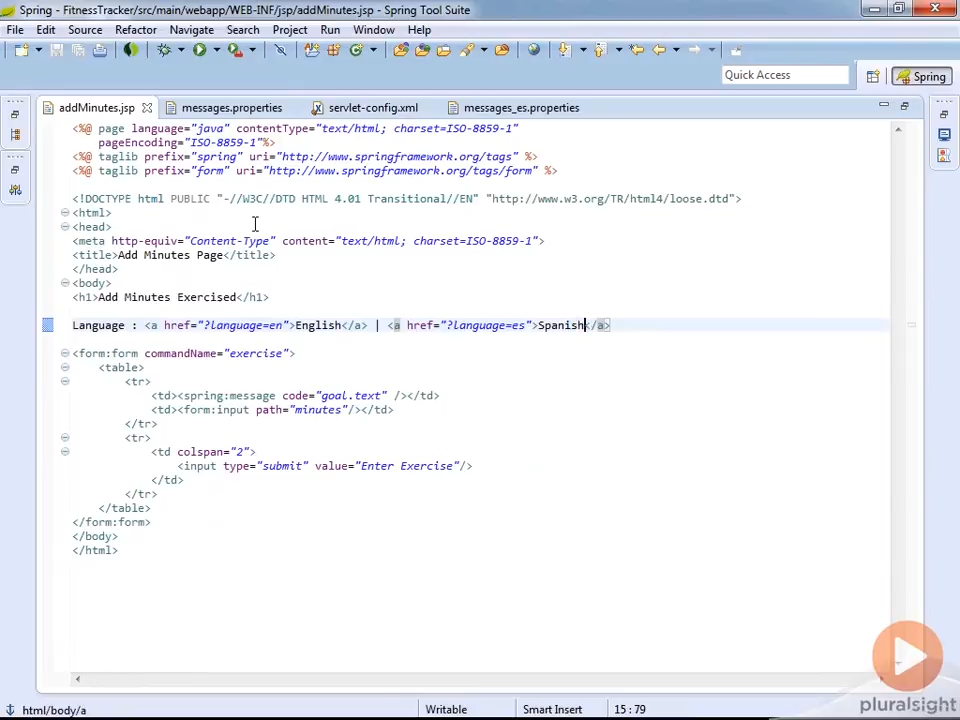 Spring - FitnessTracker/src/main/webapp/WEB-INF/jsp/addMinutes.jsp - Spring Tool Suite
File Edit Source Refactor Navigate Search Project Run Window Help
Quick Access
Spring
addMinutes.jsp messages.properties servlet-config.xml messages_es.properties
<%@ page language="java" contentType="text/html; charset=ISO-8859-1"
pageEncoding="ISO-8859-1"%>
<%@ taglib prefix="spring" uri="http://www.springframework.org/tags" %>
<%@ taglib prefix="form" uri="http://www.springframework.org/tags/form" %>
<!DOCTYPE html PUBLIC "-//W3C//DTD HTML 4.01 Transitional//EN" "http://www.w3.org/TR/html4/loose.dtd">
<html>
<head>
<meta http-equiv="Content-Type" content="text/html; charset=ISO-8859-1">
<title>Add Minutes Page</title>
</head>
<body>
<h1>Add Minutes Exercised</h1>
Language : <a href="?language=en">English</a> | <a href="?language=es">Spanish</a>
<form:form commandName="exercise">
<table>
<tr>
<td><spring:message code="goal.text" /></td>
<td><form:input path="minutes"/></td>
</tr>
<tr>
<td colspan="2">
<input type="submit" value="Enter Exercise"/>
</td>
</tr>
</table>
</form:form>
</body>
</html>
html/body/a Writable Smart Insert 15 : 79
pluralsight